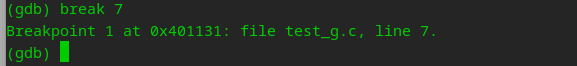 (gdb) break 7
Breakpoint 1 at 0x401131: file test_g.c, line 7.
(gdb)